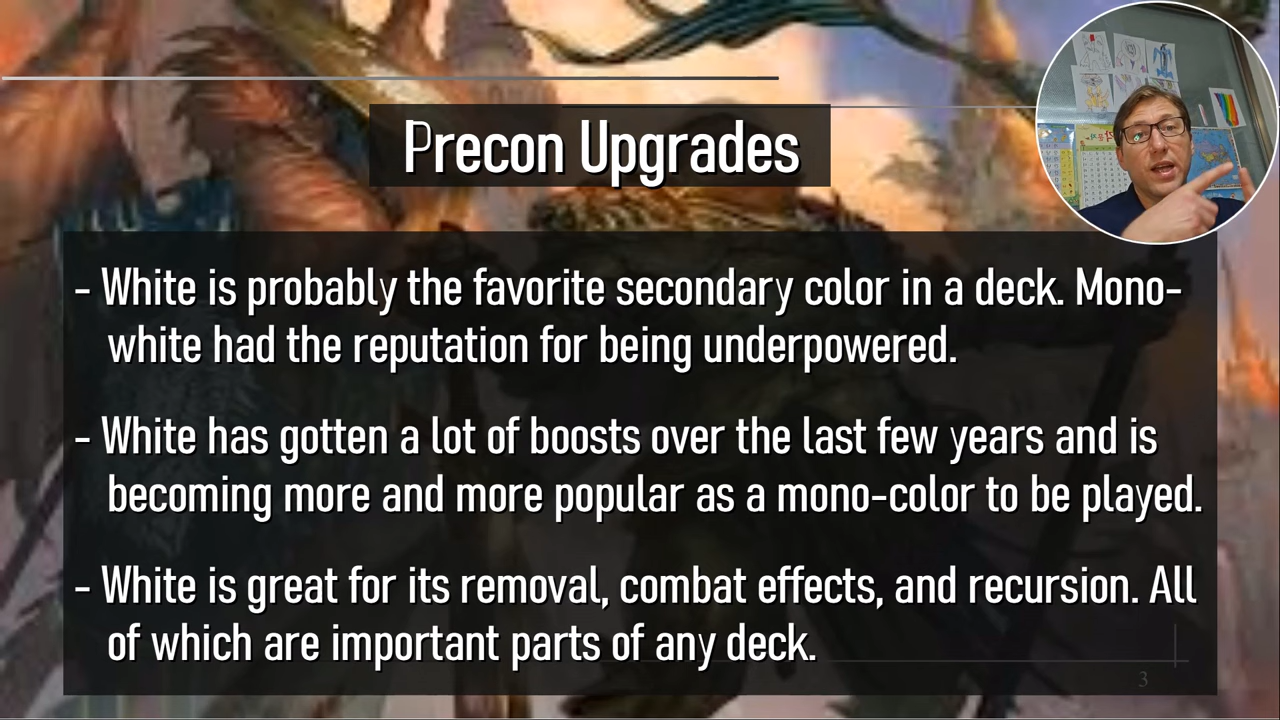 Precon Upgrades
- White is probably the favorite secondary color in a deck. Mono-
white had the reputation for being underpowered.
- White has gotten a lot of boosts over the last few years and is
becoming more and more popular as a mono-color to be played.
- White is great for its removal, combat effects, and recursion. All
of which are important parts of any deck.
3